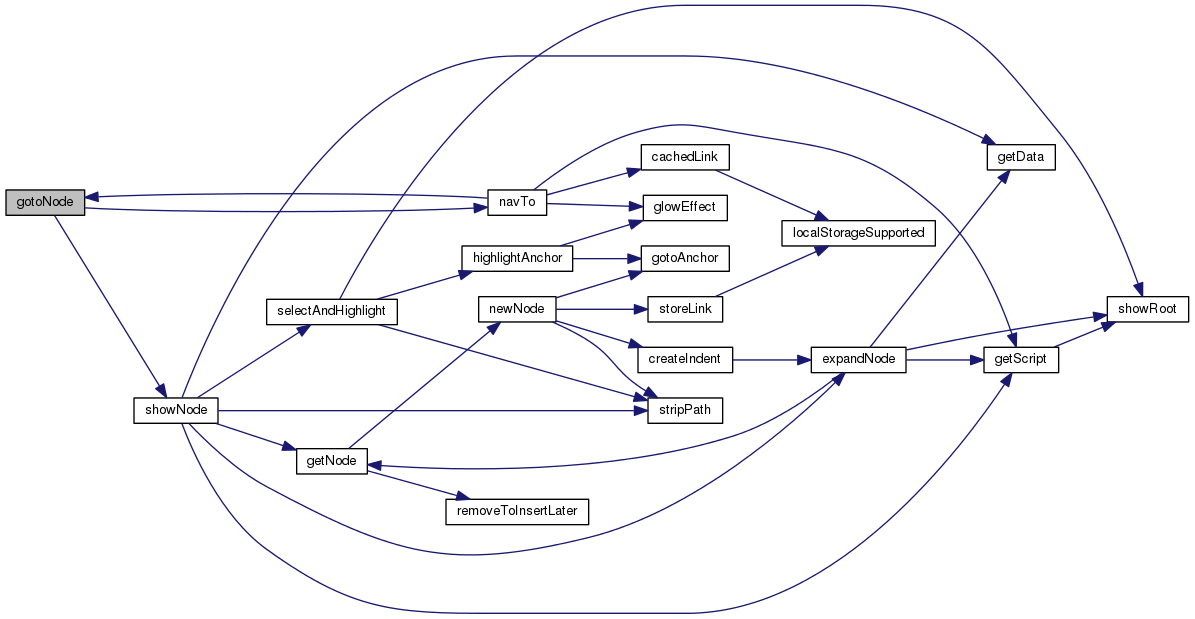 cachedLink
getData
gotoNode
navTo
glowEffect
localStorageSupported
highlightAnchor
gotoAnchor
selectAndHighlight
newNode
storeLink
showRoot
createIndent
expandNode
getScript
showNode
stripPath
getNode
removeToInsertLater